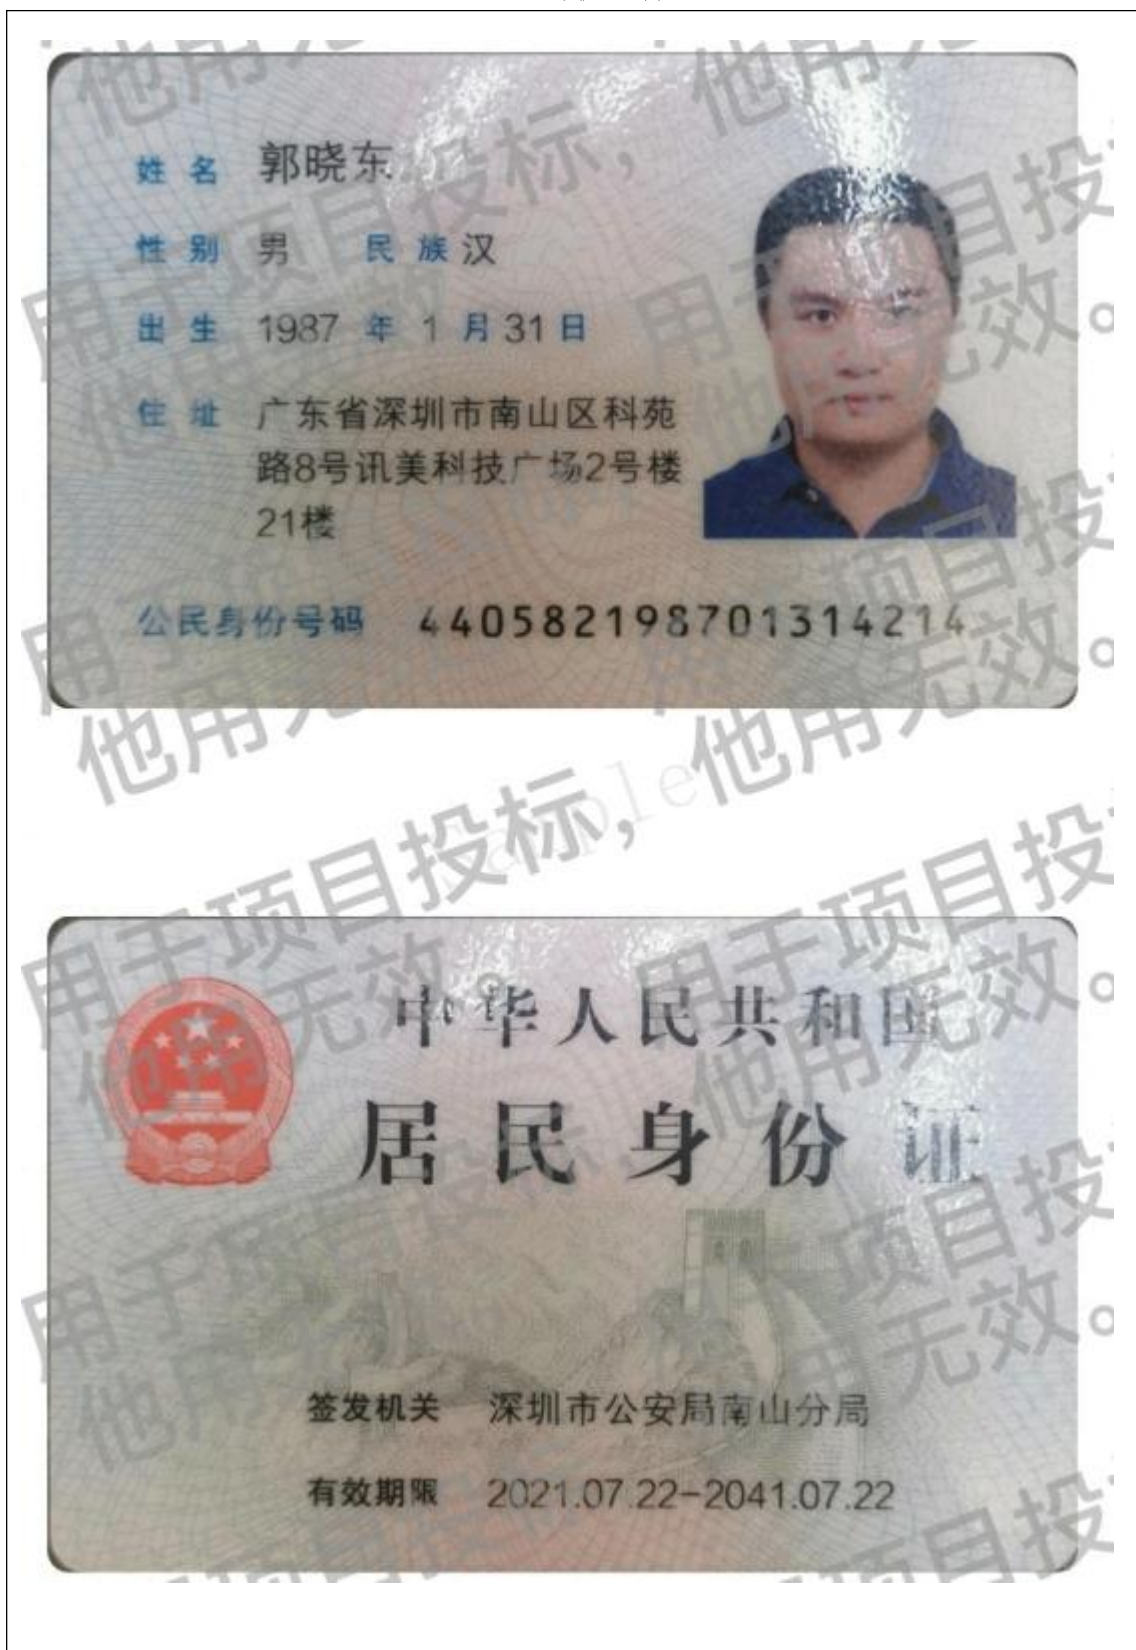 姓名 郭晓东
性别 男 民族 汉
出生 1987 年 1 月 31 日
住址 广东省深圳市南山区科苑
路8号讯美科技广场2号楼
21楼
公民身份号码 440582198701314214
用于项目投标，
他用无效。
中华人民共和国
居民身份证
签发机关 深圳市公安局南山分局
有效期限 2021.07.22-2041.07.22